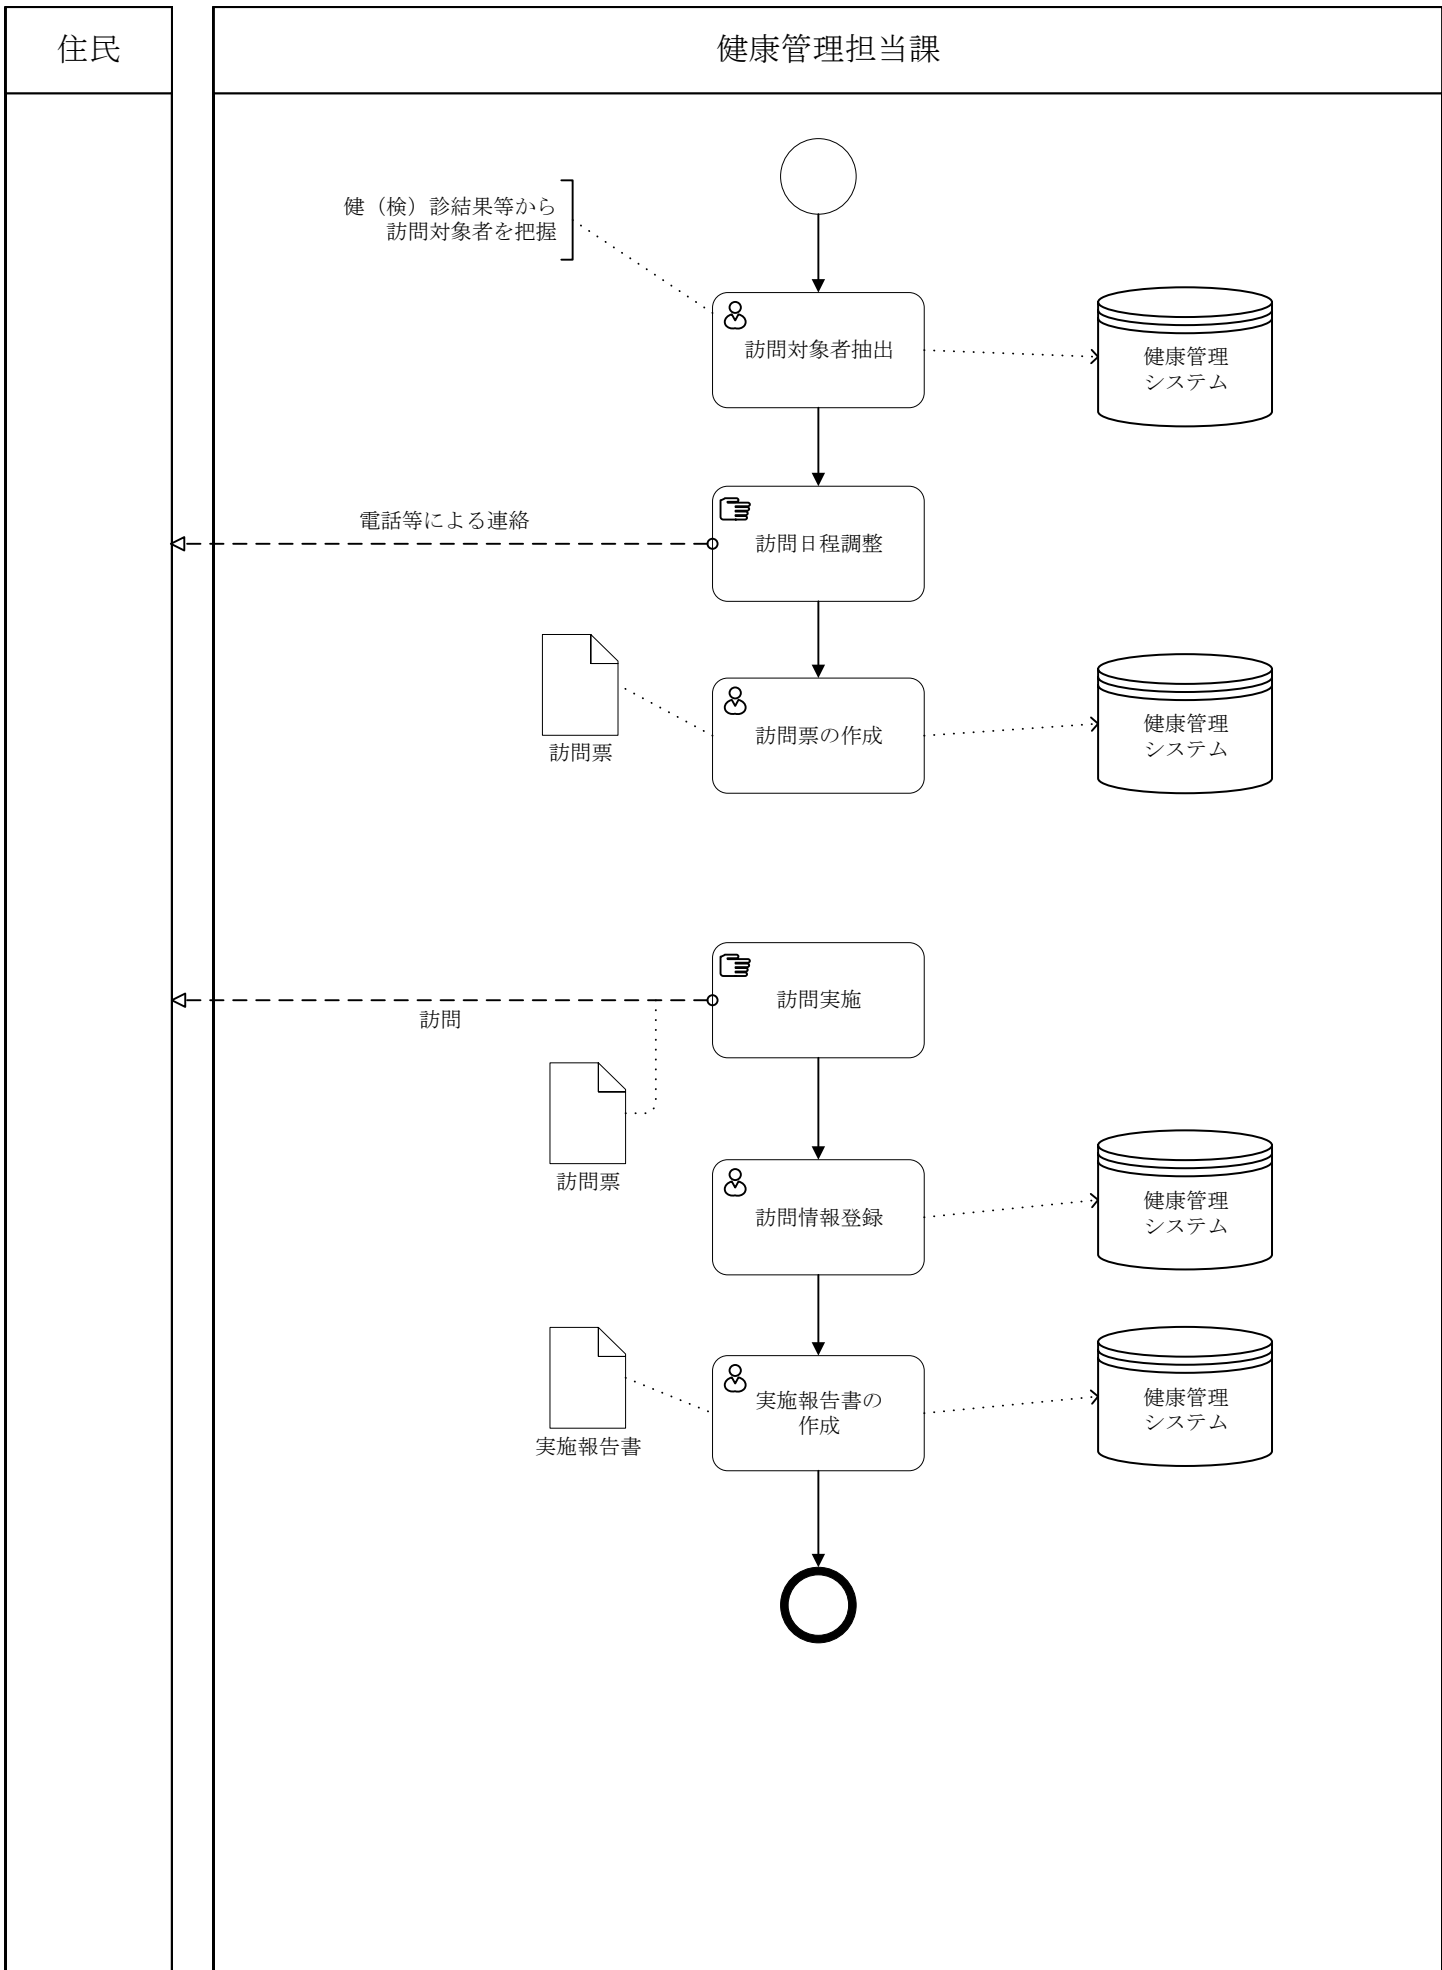 住民
健康管理担当課
健（検）診結果等から
訪問対象者を把握
訪問対象者抽出
健康管理
システム
電話等による連絡
訪問日程調整
訪問票
訪問票の作成
健康管理
システム
訪問実施
訪問
訪問票
訪問情報登録
健康管理
システム
実施報告書
実施報告書の
作成
健康管理
システム